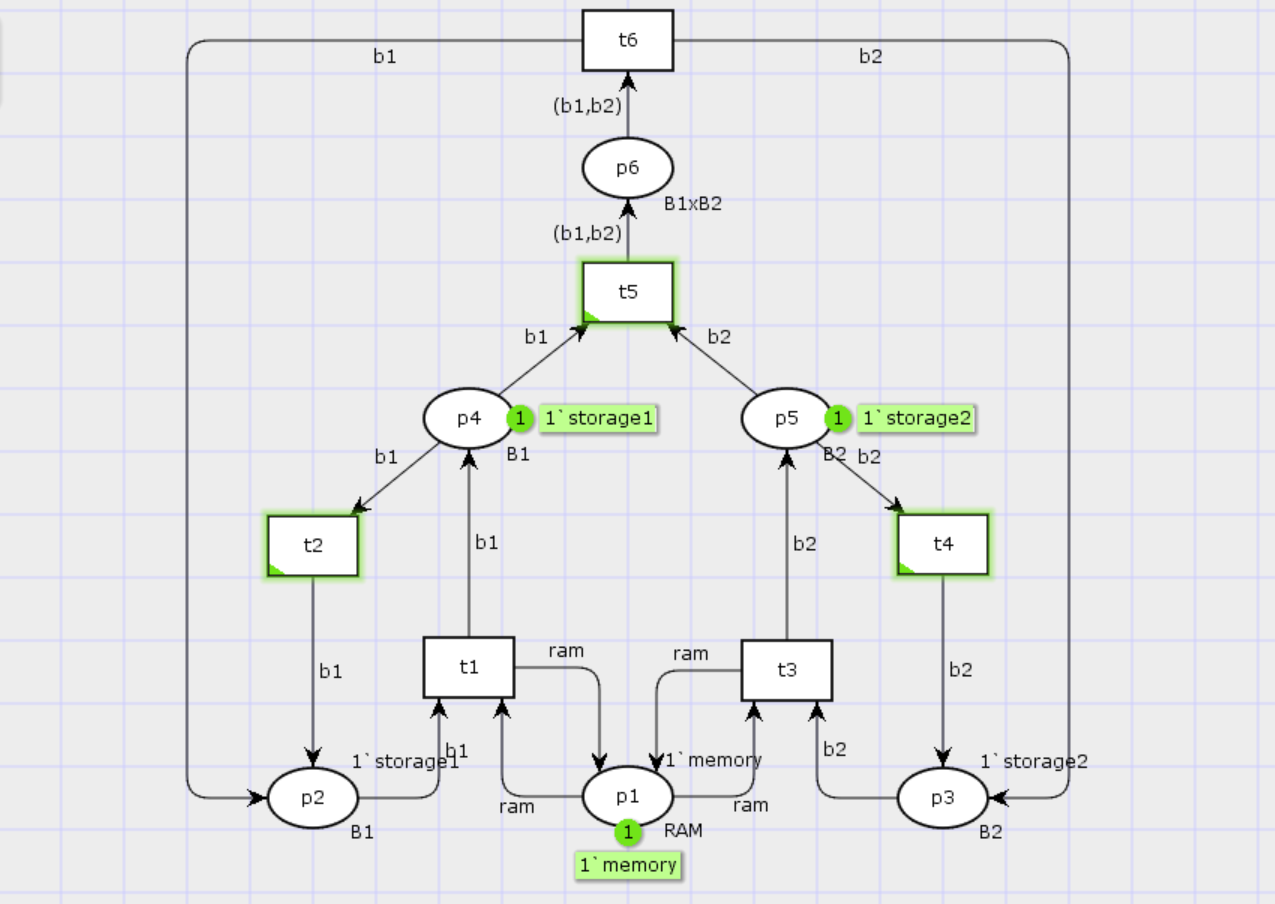 t6
b1
b2
(b1,b2)
p6
B1xB2
(b1,b2)
t5
b1
b2
p4
1
1`storage1
p5
1
1`storage2
B1
B2
b1
b2
t2
t4
b1
b2
ram
ram
t1
t3
b1
b2
b1
b2
1`storage1
1`memory
1`storage2
p2
p1
p3
ram
ram
B1
1
RAM
B2
1`memory